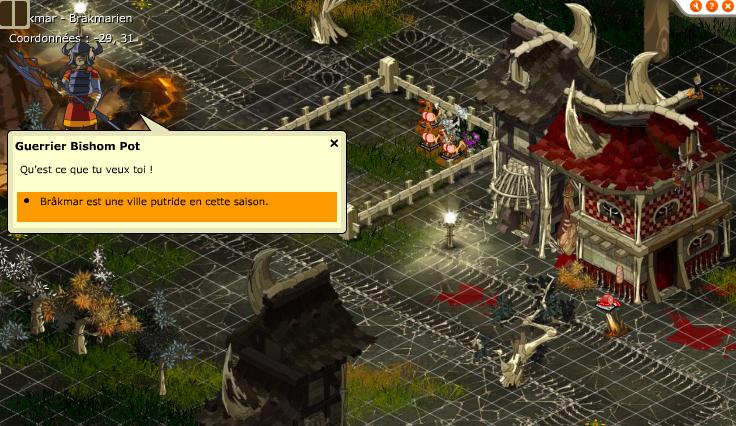 kmar - Brakmarien
Coordonnées : -29, 31
Guerrier Bishom Pot
Qu'est ce que tu veux toi !
Brâkmar est une ville putride en cette saison.